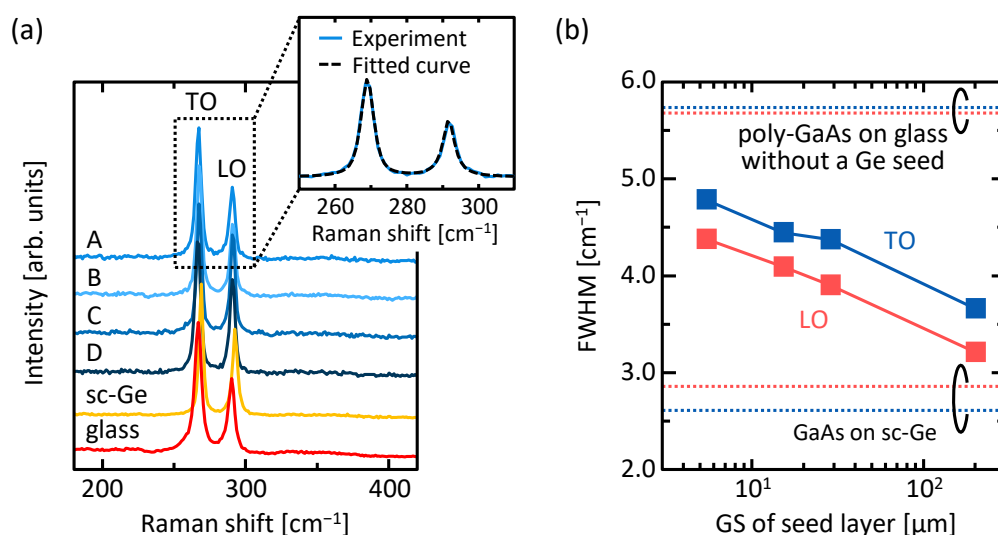 (a)
Intensity [arb. units]
TO
LO
A
B
C
D
sc-Ge
glass
200
300
400
Raman shift [cm⁻¹]
Experiment
Fitted curve
260
280
300
Raman shift [cm⁻¹]
(b)
FWHM [cm⁻¹]
6.0
5.0
4.0
3.0
2.0
poly-GaAs on glass
without a Ge seed
TO
LO
GaAs on sc-Ge
10¹
10²
GS of seed layer [μm]